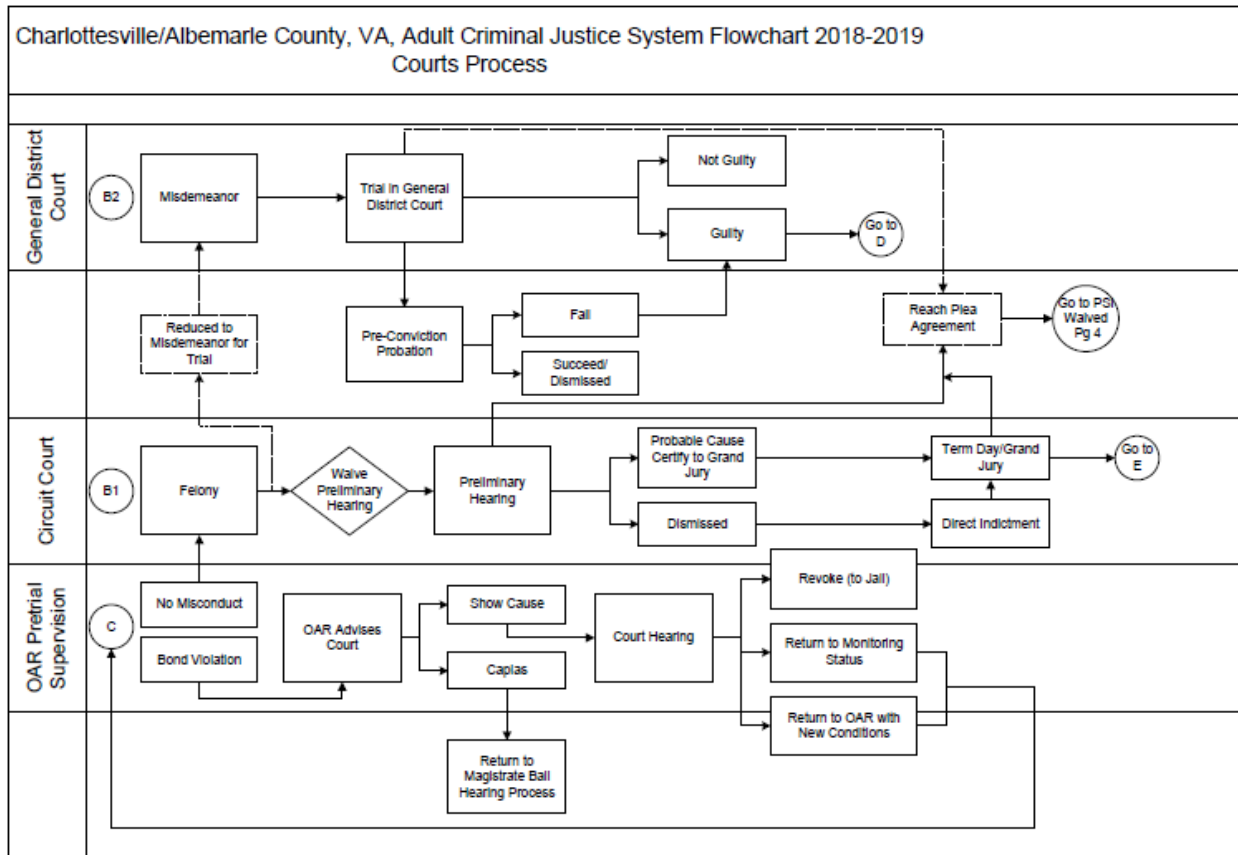 Charlottesville/Albemarle County, VA, Adult Criminal Justice System Flowchart 2018-2019
Courts Process
General District
Court
B2
Misdemeanor
Trial in General
District Court
Not Guilty
Guilty
Go to
D
Reduced to
Misdemeanor for
Trial
Pre-Conviction
Probation
Fail
Succeed/
Dismissed
Reach Plea
Agreement
Go to PSI
Waived
Pg 4
Circuit Court
B1
Felony
Waive
Preliminary
Hearing
Preliminary
Hearing
Probable Cause
Certify to Grand
Jury
Dismissed
Term Day/Grand
Jury
Direct Indictment
Go to
E
OAR Pretrial
Supervision
C
No Misconduct
Bond Violation
OAR Advises
Court
Show Cause
Capias
Court Hearing
Revoke (to Jail)
Return to Monitoring
Status
Return to OAR with
New Conditions
Return to
Magistrate Bail
Hearing Process